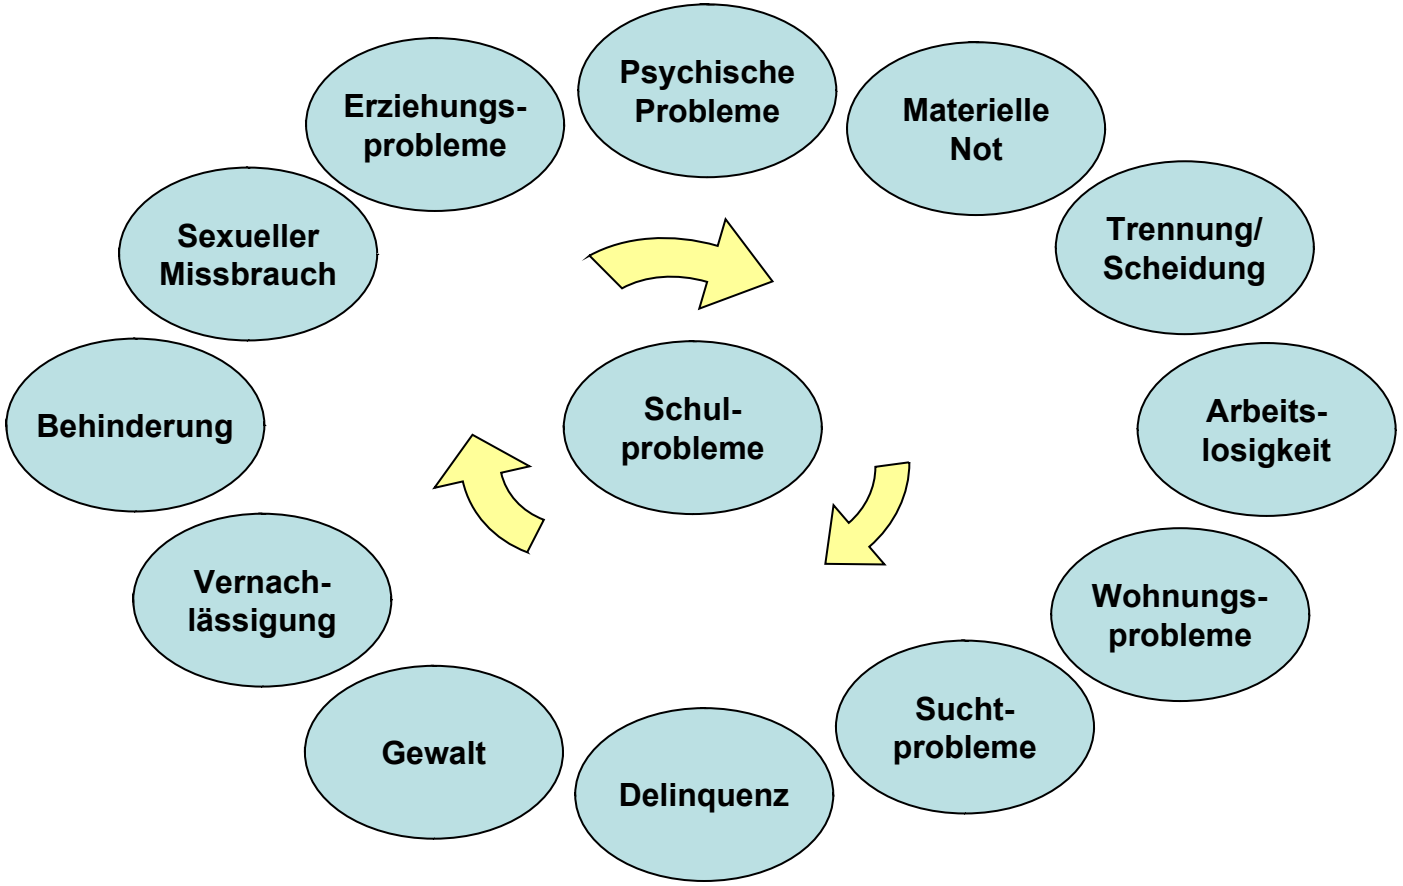 Psychische
Probleme
Materielle
Not
Trennung/
Scheidung
Arbeits-
losigkeit
Wohnungs-
probleme
Sucht-
probleme
Delinquenz
Gewalt
Vernach-
lässigung
Behinderung
Sexueller
Missbrauch
Erziehungs-
probleme
Schul-
probleme